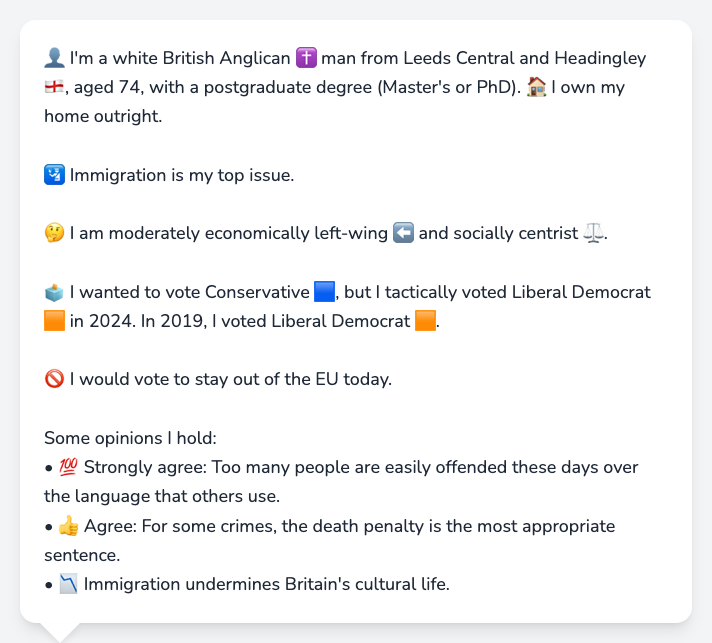 👤 I'm a white British Anglican ✝️ man from Leeds Central and Headingley
🏴󠁧󠁢󠁥󠁮󠁧󠁿, aged 74, with a postgraduate degree (Master's or PhD). 🏠 I own my
home outright.
🛂 Immigration is my top issue.
🤔 I am moderately economically left-wing ⬅️ and socially centrist ⚖️.
🗳️ I wanted to vote Conservative 🟦, but I tactically voted Liberal Democrat
🟧 in 2024. In 2019, I voted Liberal Democrat 🟧.
🚫 I would vote to stay out of the EU today.
Some opinions I hold:
• 💯 Strongly agree: Too many people are easily offended these days over
the language that others use.
• 👍 Agree: For some crimes, the death penalty is the most appropriate
sentence.
• 📉 Immigration undermines Britain's cultural life.